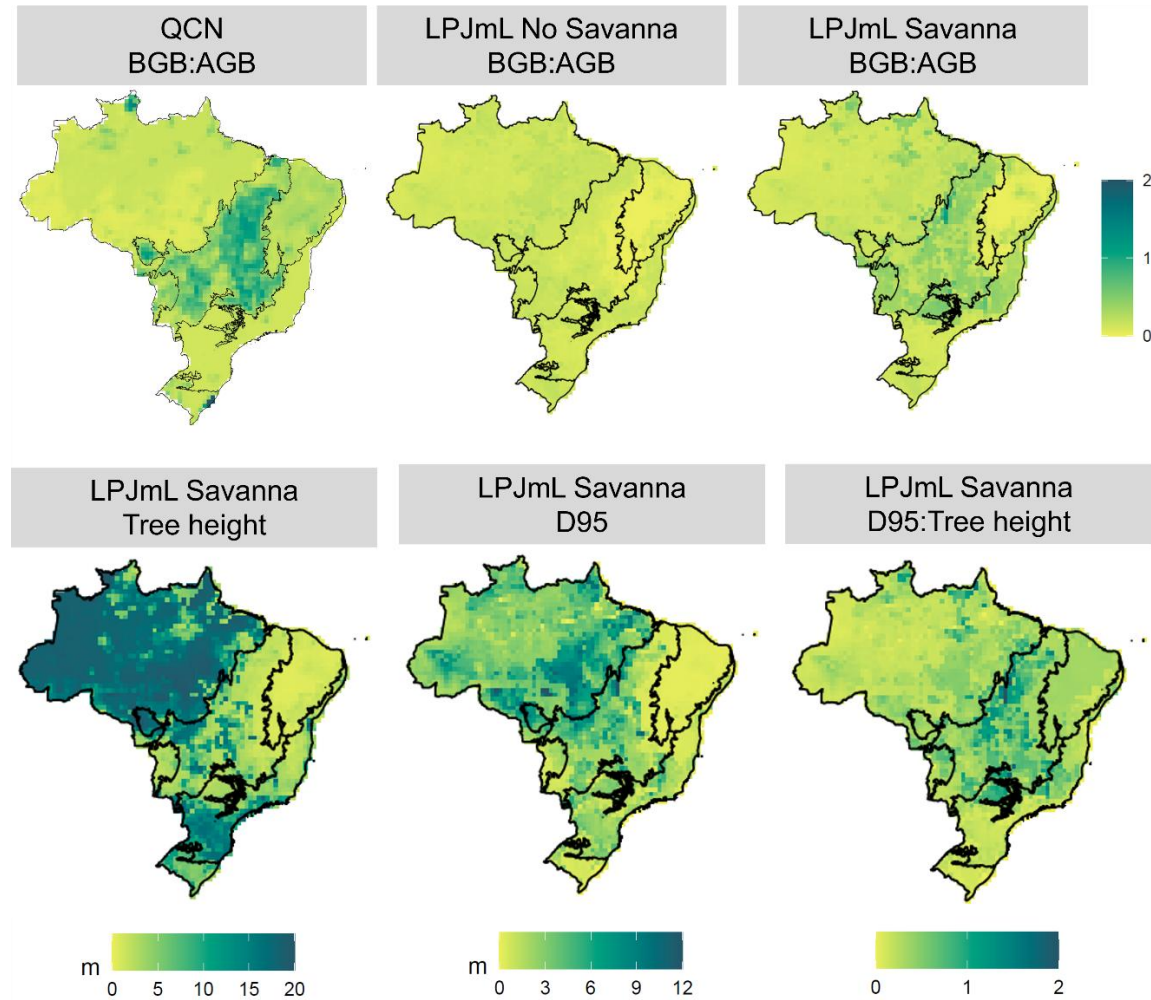 QCN
BGB:AGB
LPJmL No Savanna
BGB:AGB
LPJmL Savanna
BGB:AGB
2
1
0
LPJmL Savanna
Tree height
LPJmL Savanna
D95
LPJmL Savanna
D95:Tree height
m
0 5 10 15 20
m
0 3 6 9 12
0 1 2